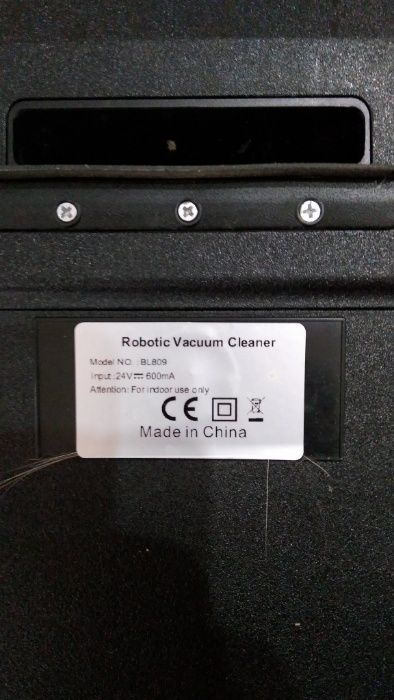 Robotic Vacuum Cleaner
Model NO. :BL809
Input:24V⎓ 600mA
Attention: For indoor use only
CE
Made in China